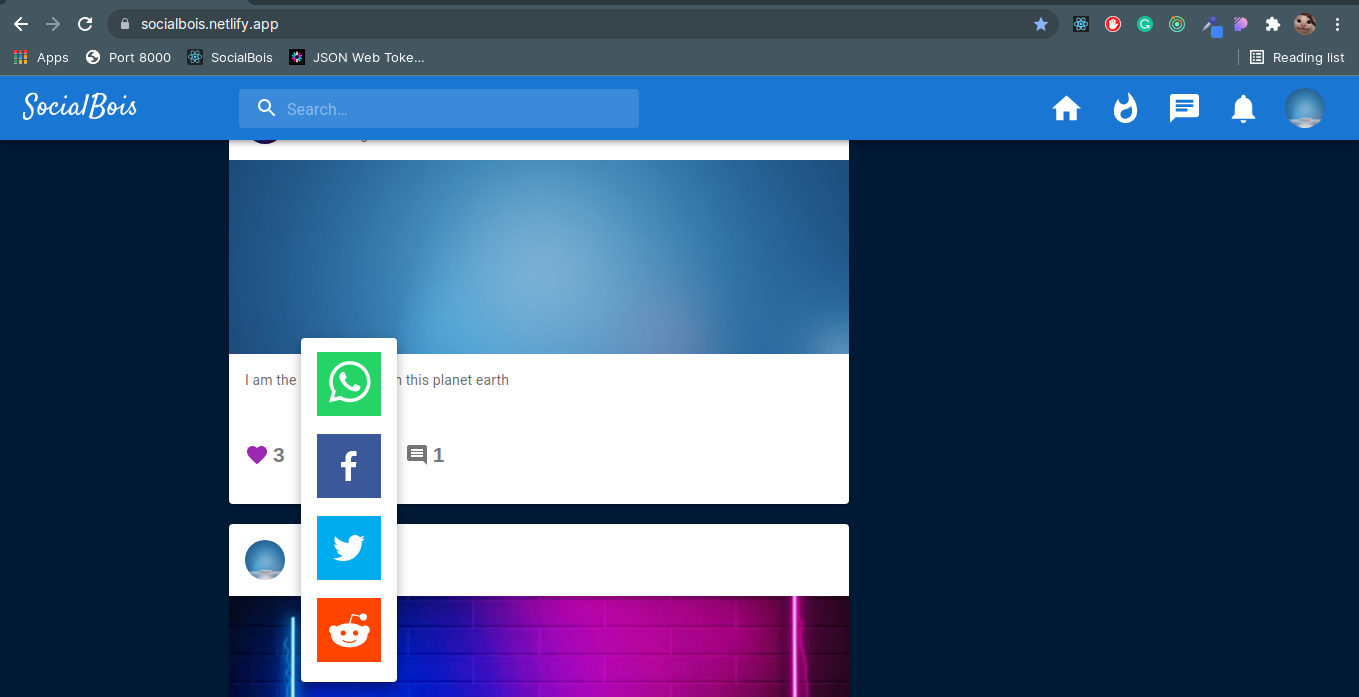 socialbois.netlify.app
Apps
Port 8000
SocialBois
JSON Web Toke...
Reading list
SocialBois
Search...
I am the
this planet earth
3
1